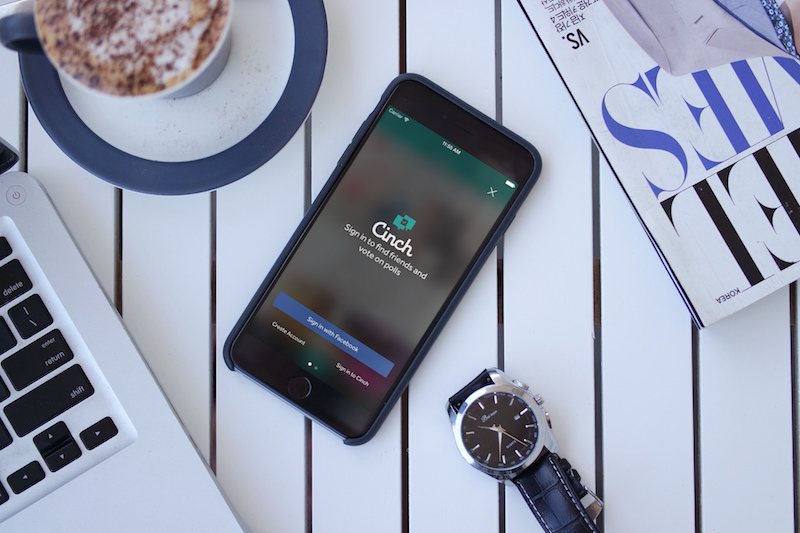 Carrier
11:58 AM
Cinch
Sign in to find friends and
vote on polls
Sign in with Facebook
Create Account
Sign in to Cinch
delete
enter
return
shift
VS.
KOREA